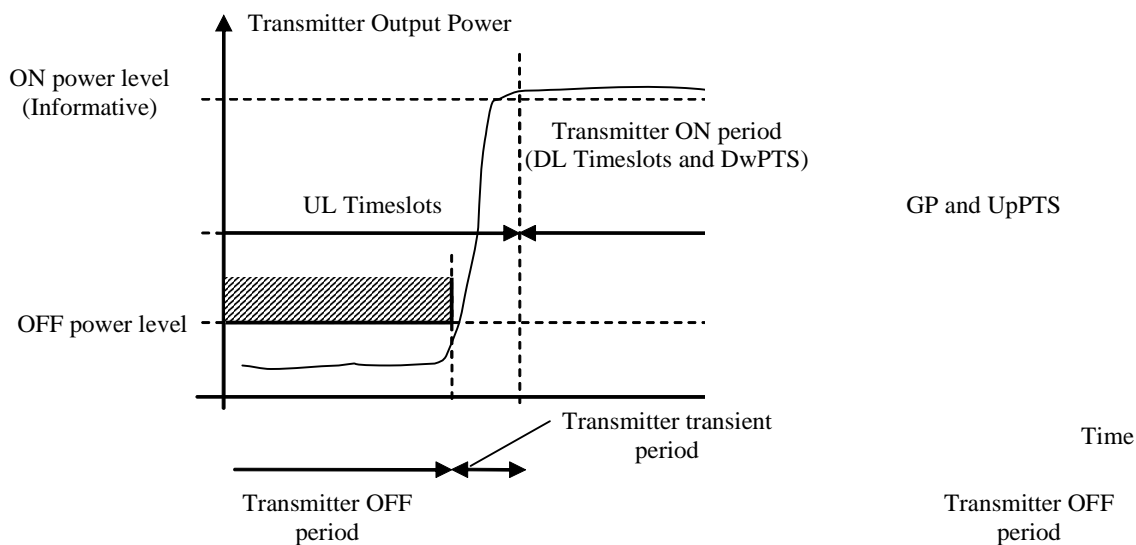 Transmitter Output Power
ON power level
(Informative)
Transmitter ON period
(DL Timeslots and DwPTS)
UL Timeslots
GP and UpPTS
OFF power level
Transmitter transient
period
Time
Transmitter OFF
period
Transmitter OFF
period